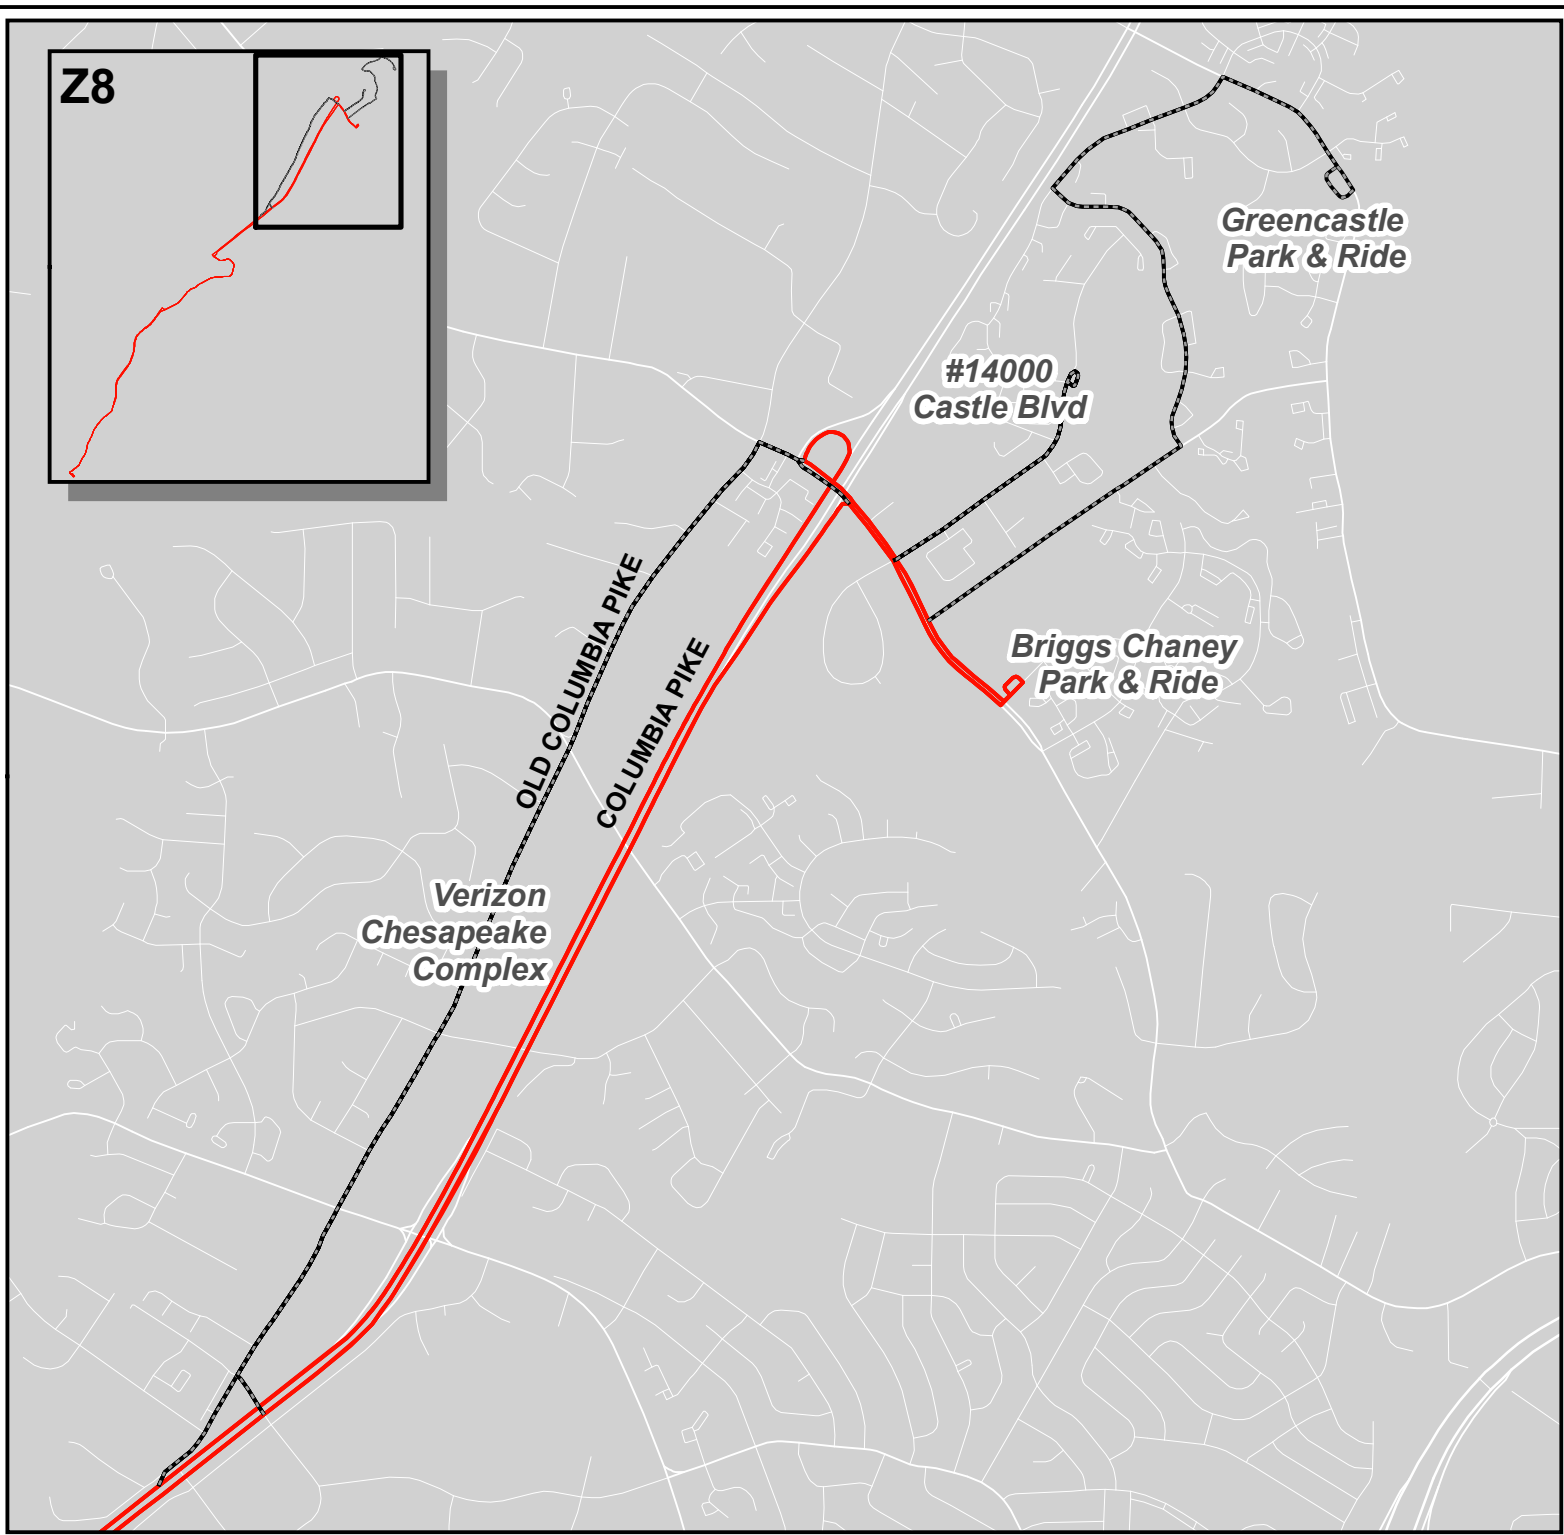 Z8
Greencastle
Park & Ride
#14000
Castle Blvd
OLD COLUMBIA PIKE
COLUMBIA PIKE
Briggs Chaney
Park & Ride
Verizon
Chesapeake
Complex